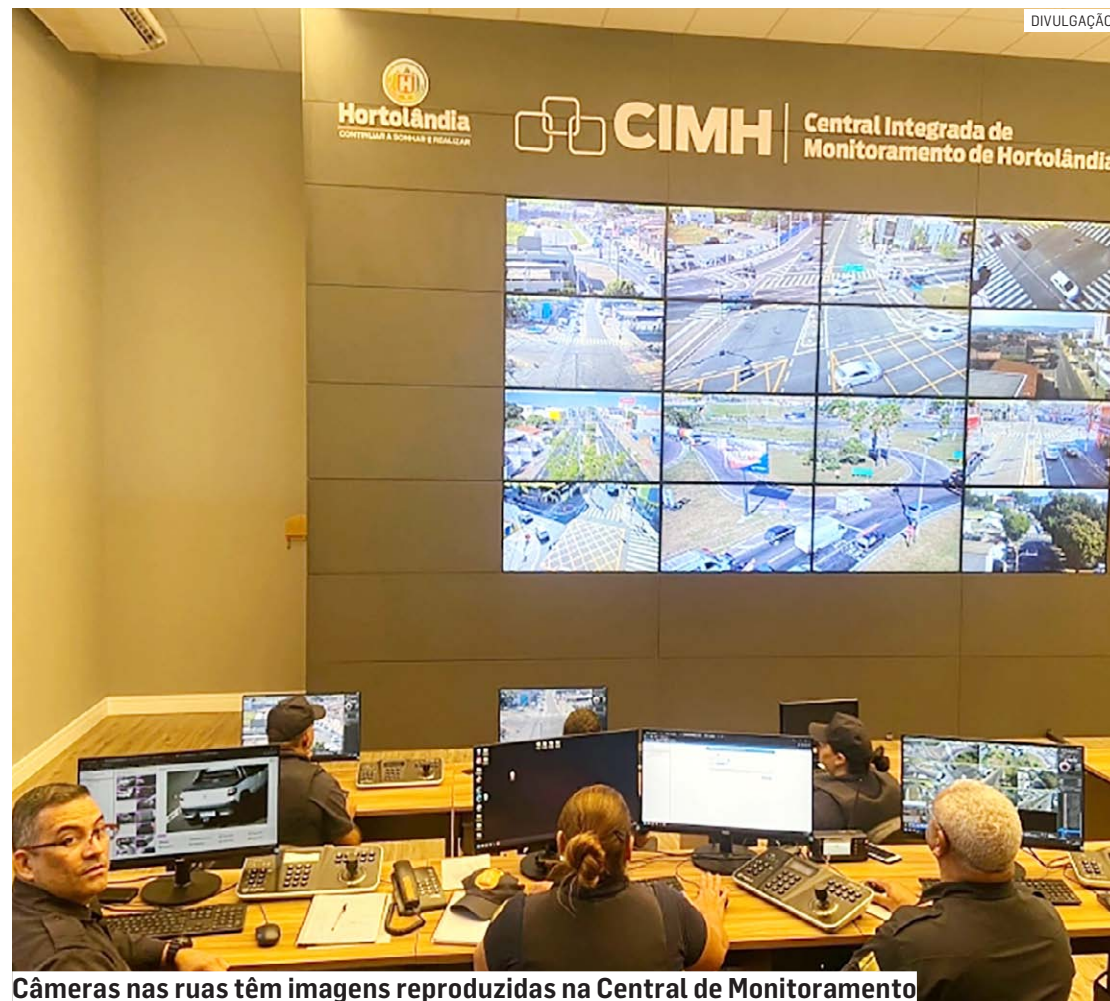 DIVULGAÇÃO
Hortolândia
CONTINUAR A SONHAR E REALIZAR
CIMH
Central Integrada de
Monitoramento de Hortolândia
Câmeras nas ruas têm imagens reproduzidas na Central de Monitoramento